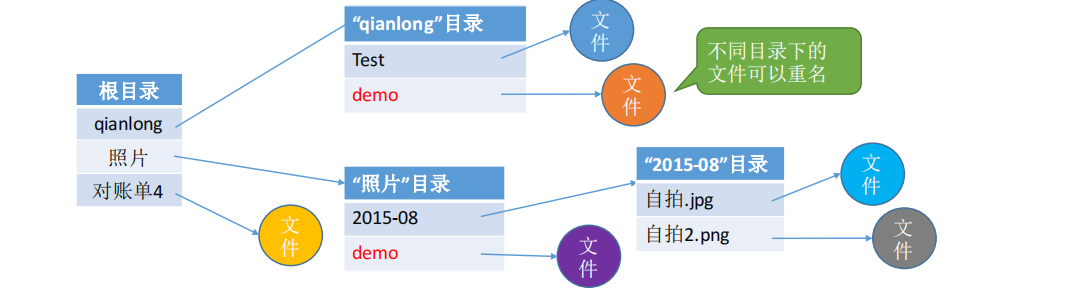 根目录
qianlong
照片
对账单4
文
件
“qianlong”目录
Test
demo
文
件
文
件
不同目录下的
文件可以重名
“照片”目录
2015-08
demo
文
件
“2015-08”目录
自拍.jpg
自拍2.png
文
件
文
件